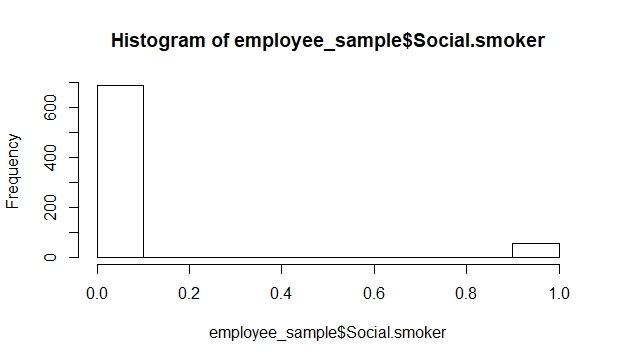 Histogram of employee_sample$Social.smoker
Frequency
600
400
200
0
0.0 0.2 0.4 0.6 0.8 1.0
employee_sample$Social.smoker